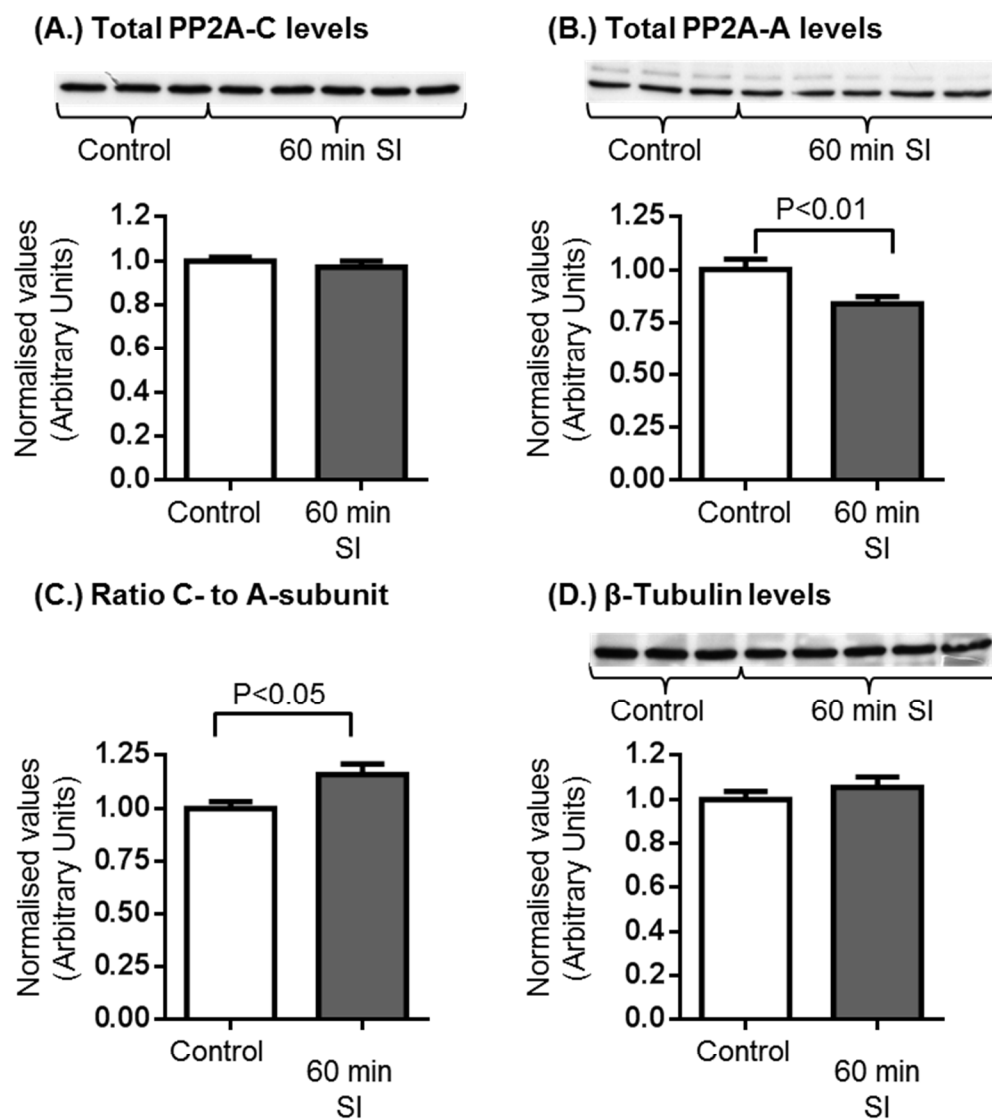 (A.) Total PP2A-C levels
Control
60 min SI
Normalised values
(Arbitrary Units)
1.2
1.0
0.8
0.6
0.4
0.2
0.0
Control
60 min
SI
(B.) Total PP2A-A levels
Control
60 min SI
P<0.01
Normalised values
(Arbitrary Units)
1.25
1.00
0.75
0.50
0.25
0.00
Control
60 min
SI
(C.) Ratio C- to A-subunit
P<0.05
Normalised values
(Arbitrary Units)
1.25
1.00
0.75
0.50
0.25
0.00
Control
60 min
SI
(D.) β-Tubulin levels
Control
60 min SI
Normalised values
(Arbitrary Units)
1.2
1.0
0.8
0.6
0.4
0.2
0.0
Control
60 min
SI